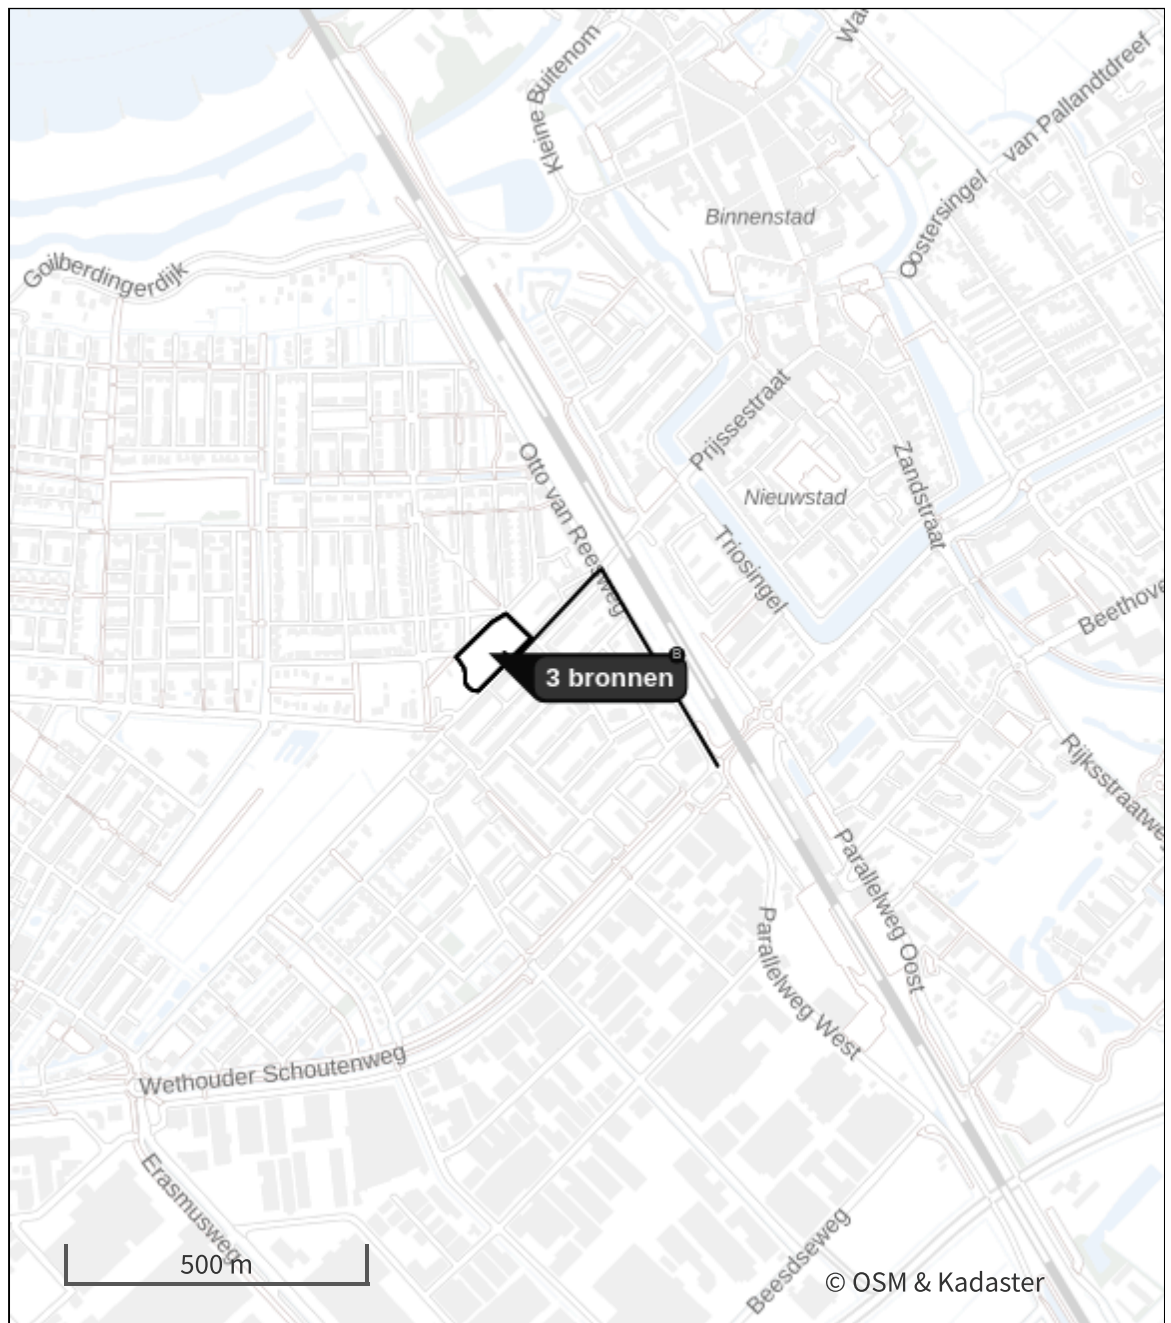 Kleine Buitenom
van Pallandtdreef
Oostersingel
Binnenstad
Goilberdingerdijk
Prijssestraat
Otto van Reesweg
Zandstraat
Nieuwstad
Triosingel
3 bronnen
B
Rijksstraatwe
Parallelweg Oost
Parallelweg West
Wethouder Schoutenweg
Erasmusweg
Beesdseweg
500 m
© OSM & Kadaster